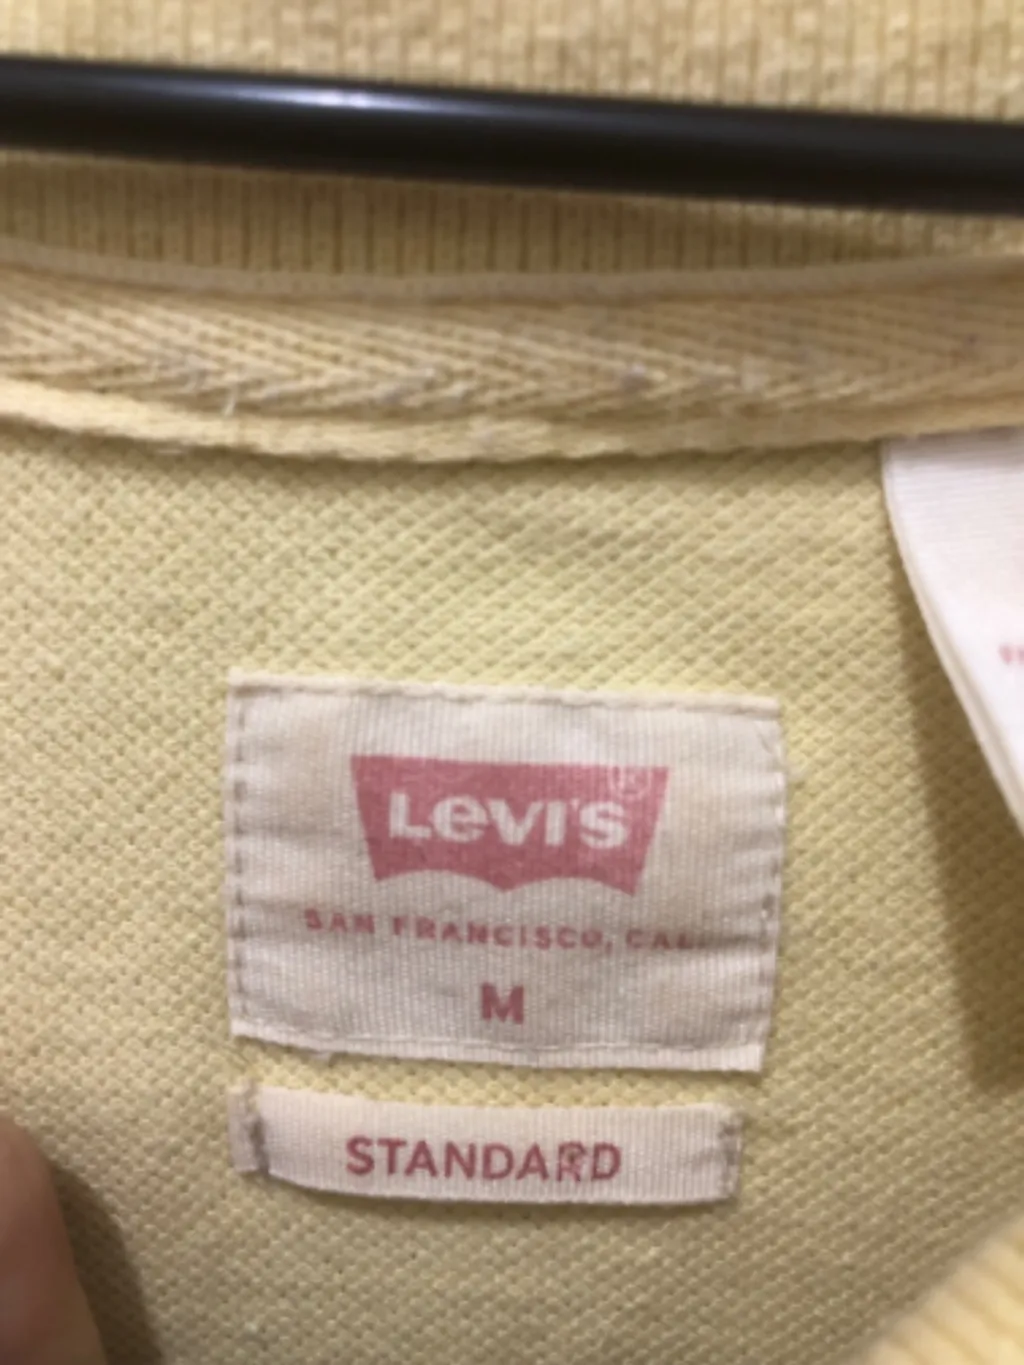 Levi's®
SAN FRANCISCO, CAL.
M
STANDARD